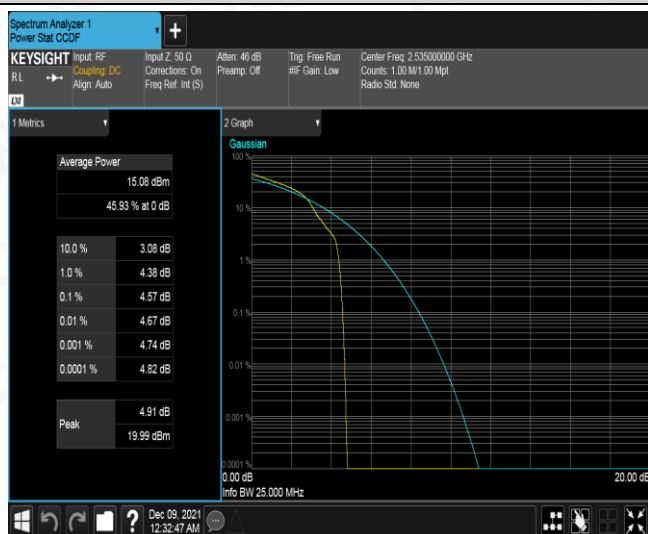 Spectrum Analyzer 1
Power Stat CCDF
+
KEYSIGHT
RL
LXI
Input: RF
Coupling: DC
Align: Auto
Input Z: 50 Ω
Corrections: On
Freq Ref: Int (S)
Atten: 46 dB
Preamp: Off
Trig: Free Run
#IF Gain: Low
Center Freq: 2.535000000 GHz
Counts: 1.00 M/1.00 Mpt
Radio Std: None
1 Metrics
Average Power
15.08 dBm
45.93 % at 0 dB
10.0 % 3.08 dB
1.0 % 4.38 dB
0.1 % 4.57 dB
0.01 % 4.67 dB
0.001 % 4.74 dB
0.0001 % 4.82 dB
Peak
4.91 dB
19.99 dBm
2 Graph
Gaussian
100 %
10 %
1 %
0.1 %
0.01 %
0.001 %
0.0001 %
0.00 dB
20.00 dB
Info BW 25.000 MHz
?
Dec 09, 2021
12:32:47 AM